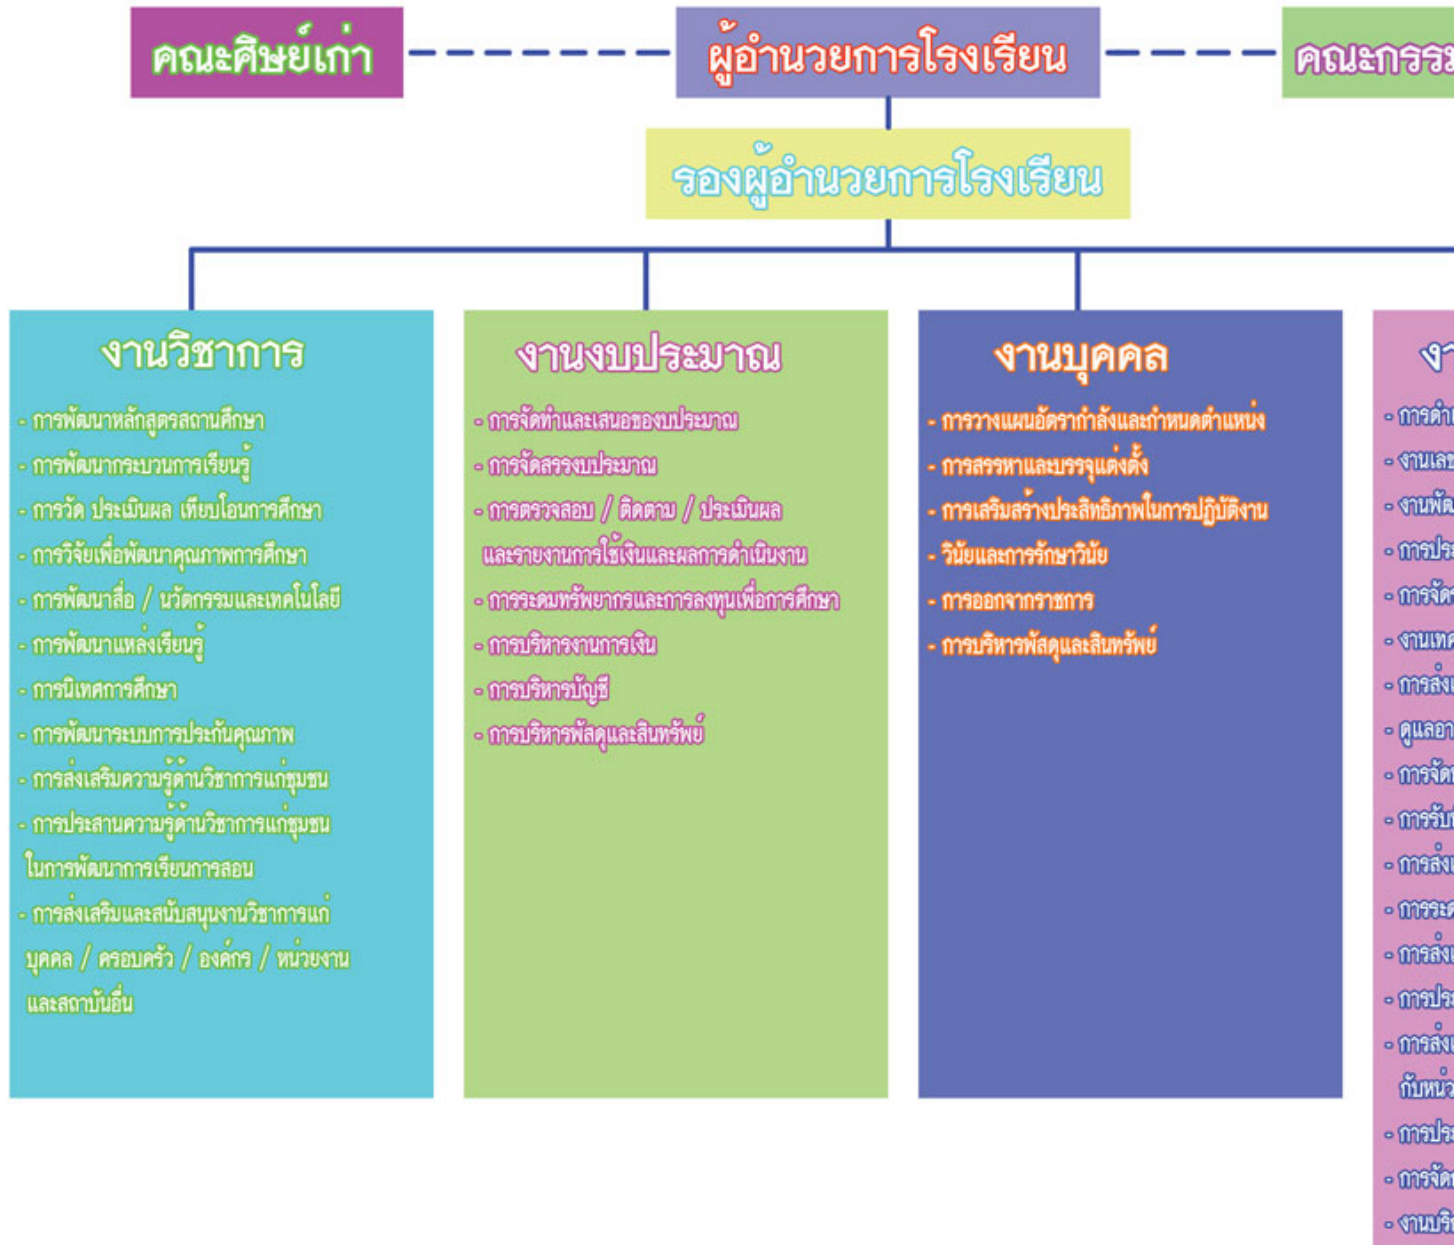 คณะศิษย์เก่า
ผู้อำนวยการโรงเรียน
รองผู้อำนวยการโรงเรียน
งานวิชาการ
- การพัฒนาหลักสูตรสถานศึกษา
- การพัฒนากระบวนการเรียนรู้
- การวัด ประเมินผล เทียบโอนการศึกษา
- การวิจัยเพื่อพัฒนาคุณภาพการศึกษา
- การพัฒนาสื่อ / นวัตกรรมและเทคโนโลยี
- การพัฒนาแหล่งเรียนรู้
- การนิเทศการศึกษา
- การพัฒนาระบบการประกันคุณภาพ
- การส่งเสริมความรู้ด้านวิชาการแก่ชุมชน
- การประสานความรู้ด้านวิชาการแก่ชุมชน
ในการพัฒนาการเรียนการสอน
- การส่งเสริมและสนับสนุนงานวิชาการแก่
บุคคล / ครอบครัว / องค์กร / หน่วยงาน
และสถาบันอื่น
งานงบประมาณ
- การจัดทำและเสนอของบประมาณ
- การจัดสรรงบประมาณ
- การตรวจสอบ / ติดตาม / ประเมินผล
และรายงานการใช้เงินและผลการดำเนินงาน
- การระดมทรัพยากรและการลงทุนเพื่อการศึกษา
- การบริหารงานการเงิน
- การบริหารบัญชี
- การบริหารพัสดุและสินทรัพย์
งานบุคคล
- การวางแผนอัตรากำลังและกำหนดตำแหน่ง
- การสรรหาและบรรจุแต่งตั้ง
- การเสริมสร้างประสิทธิภาพในการปฏิบัติงาน
- วินัยและการรักษาวินัย
- การออกจากราชการ
- การบริหารพัสดุและสินทรัพย์